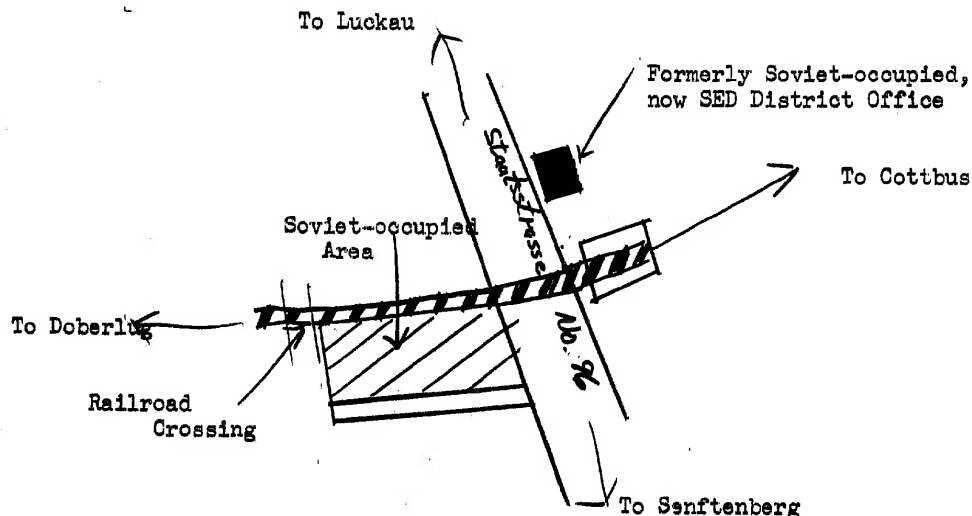 To Luckau
Formerly Soviet-occupied,
now SED District Office
To Cottbus
Staatsstrasse No. 96
Soviet-occupied
Area
To Doberlug
Railroad
Crossing
To Senftenberg